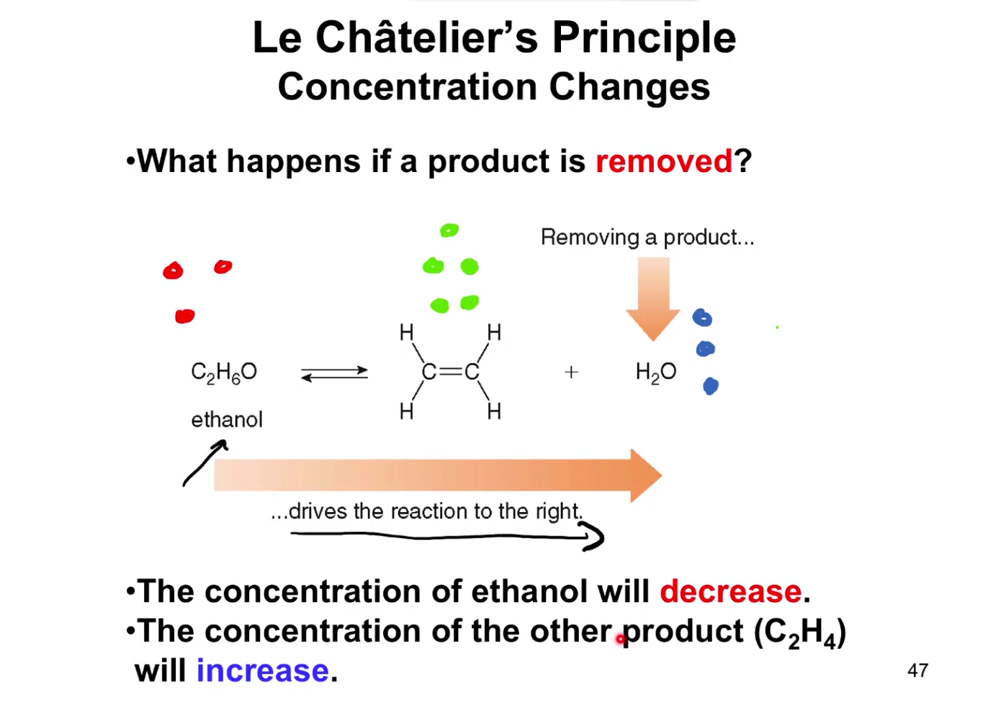 Le Châtelier's Principle
Concentration Changes
•What happens if a product is removed?
Removing a product...
H H
C₂H₆O ⇌ C=C + H₂O
H H
ethanol
...drives the reaction to the right.
•The concentration of ethanol will decrease.
•The concentration of the other product (C₂H₄)
will increase.
47